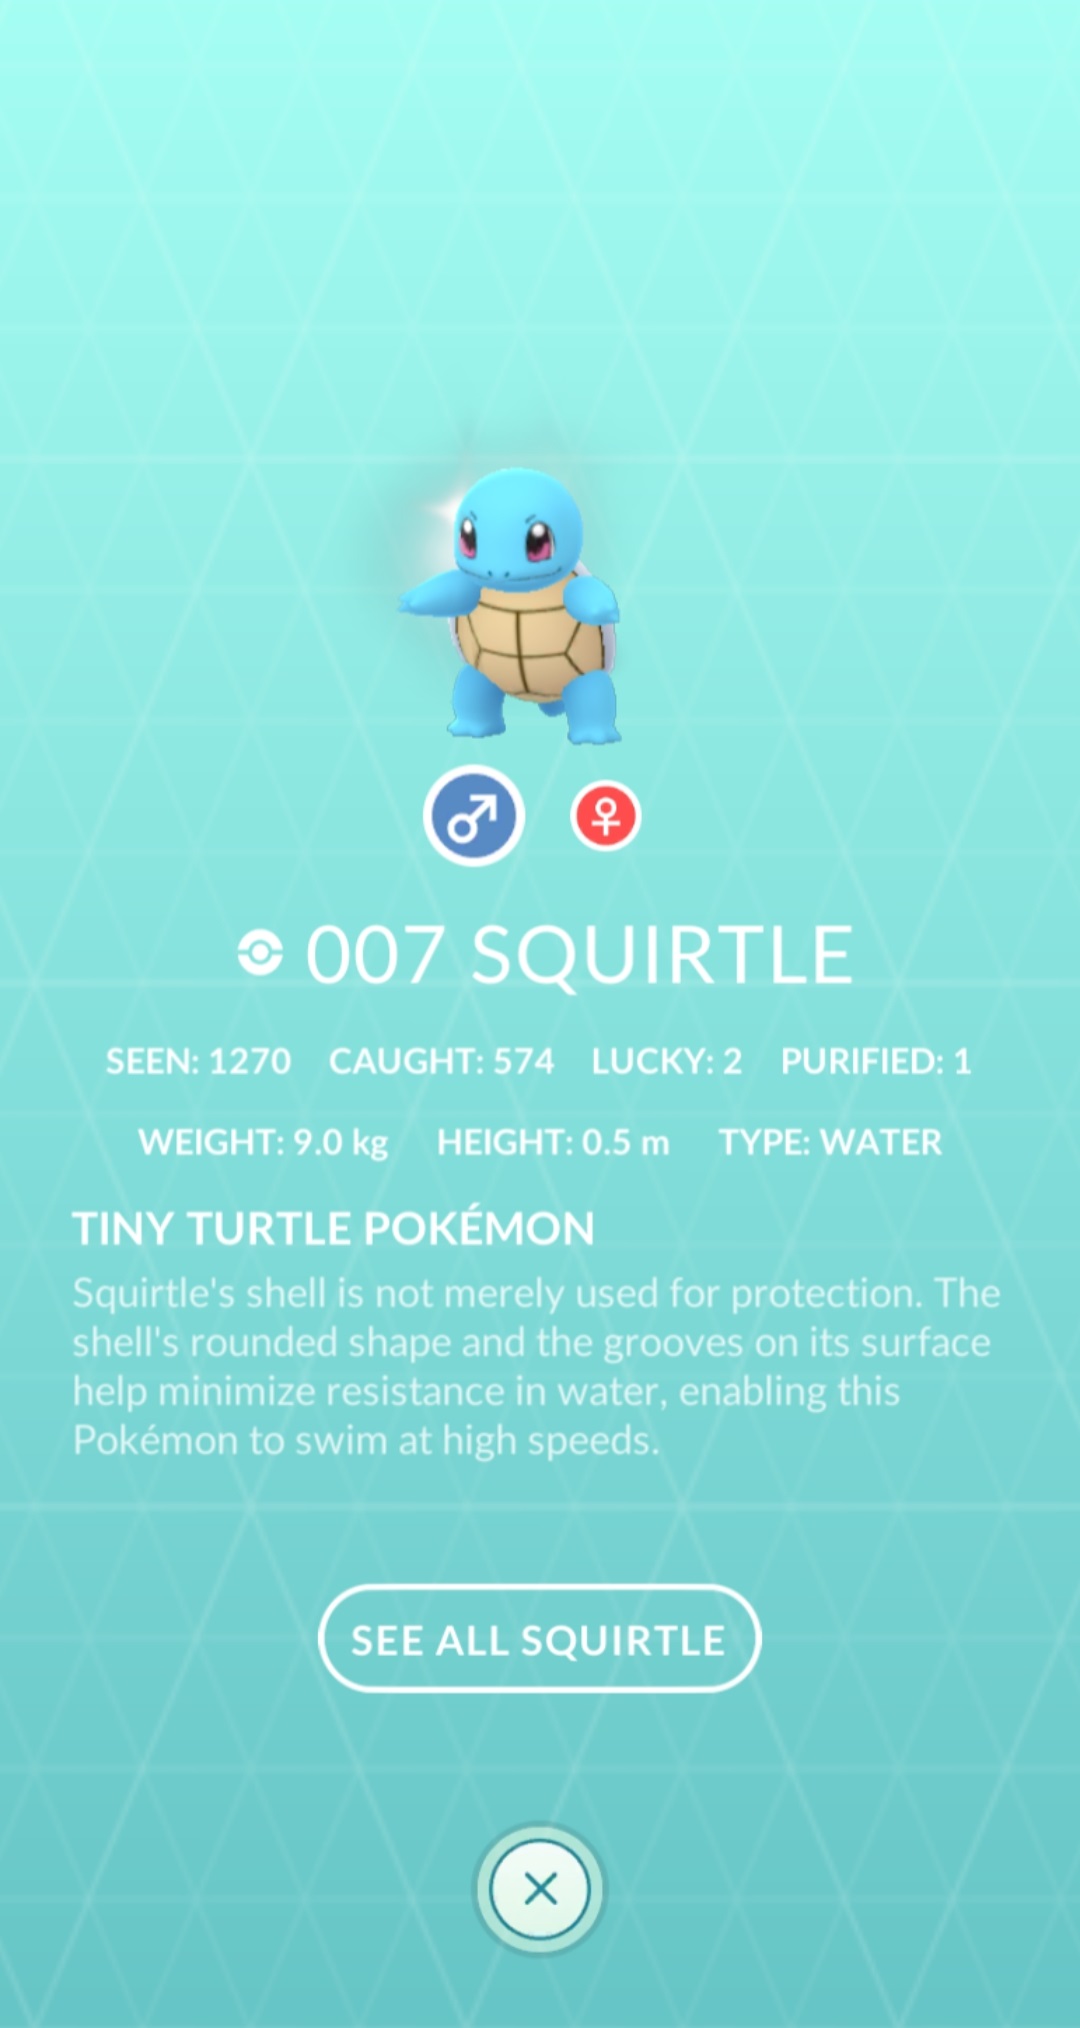 007 SQUIRTLE
SEEN: 1270 CAUGHT: 574 LUCKY: 2 PURIFIED: 1
WEIGHT: 9.0 kg HEIGHT: 0.5 m TYPE: WATER
TINY TURTLE POKÉMON
Squirtle's shell is not merely used for protection. The
shell's rounded shape and the grooves on its surface
help minimize resistance in water, enabling this
Pokémon to swim at high speeds.
SEE ALL SQUIRTLE